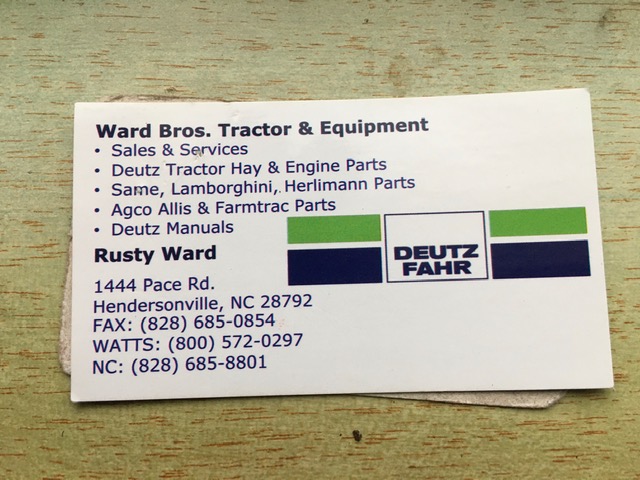 Ward Bros. Tractor & Equipment
• Sales & Services
• Deutz Tractor Hay & Engine Parts
• Same, Lamborghini, Herlimann Parts
• Agco Allis & Farmtrac Parts
• Deutz Manuals
Rusty Ward
DEUTZ
FAHR
1444 Pace Rd.
Hendersonville, NC 28792
FAX: (828) 685-0854
WATTS: (800) 572-0297
NC: (828) 685-8801